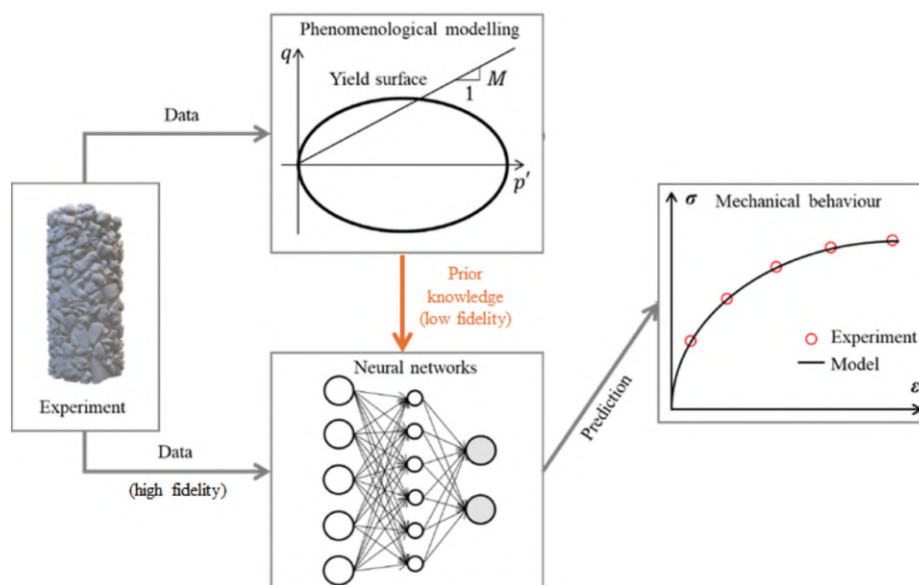 Phenomenological modelling
q
Yield surface
M
1
p′
Data
Experiment
Prior
knowledge
(low fidelity)
Data
(high fidelity)
Neural networks
Prediction
σ
Mechanical behaviour
Experiment
Model
ε